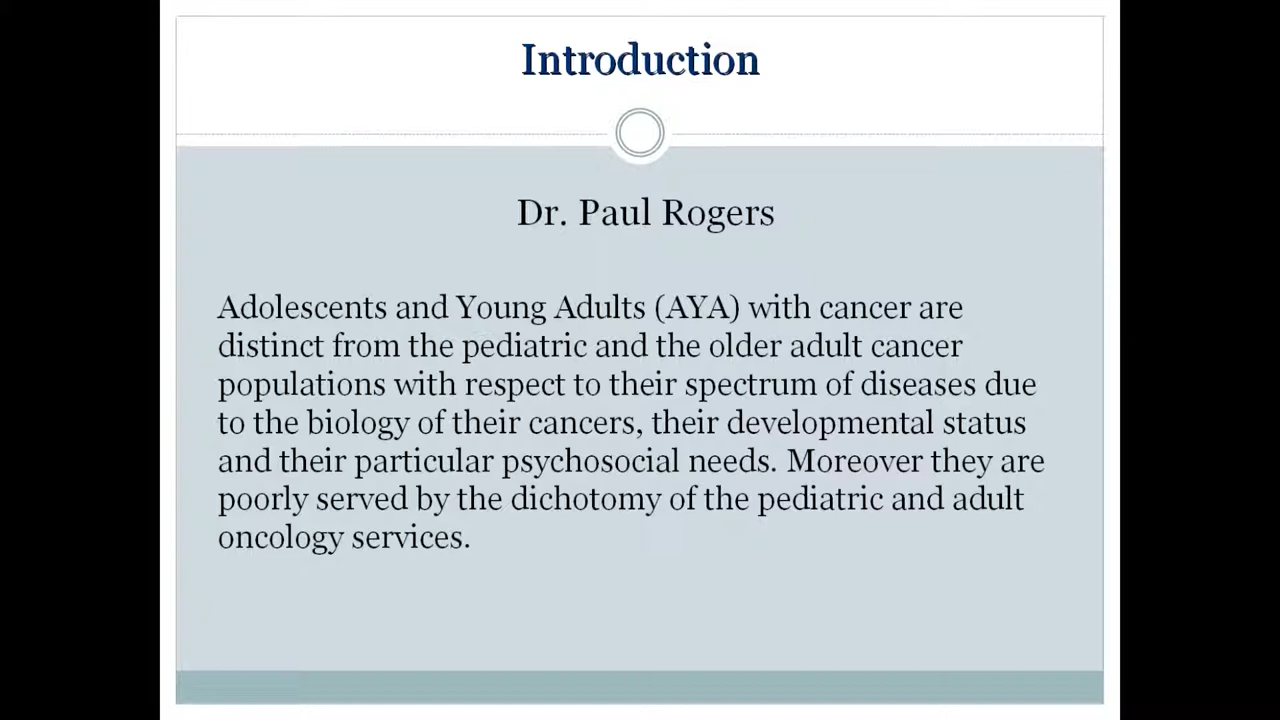 Introduction
Dr. Paul Rogers
Adolescents and Young Adults (AYA) with cancer are
distinct from the pediatric and the older adult cancer
populations with respect to their spectrum of diseases due
to the biology of their cancers, their developmental status
and their particular psychosocial needs. Moreover they are
poorly served by the dichotomy of the pediatric and adult
oncology services.